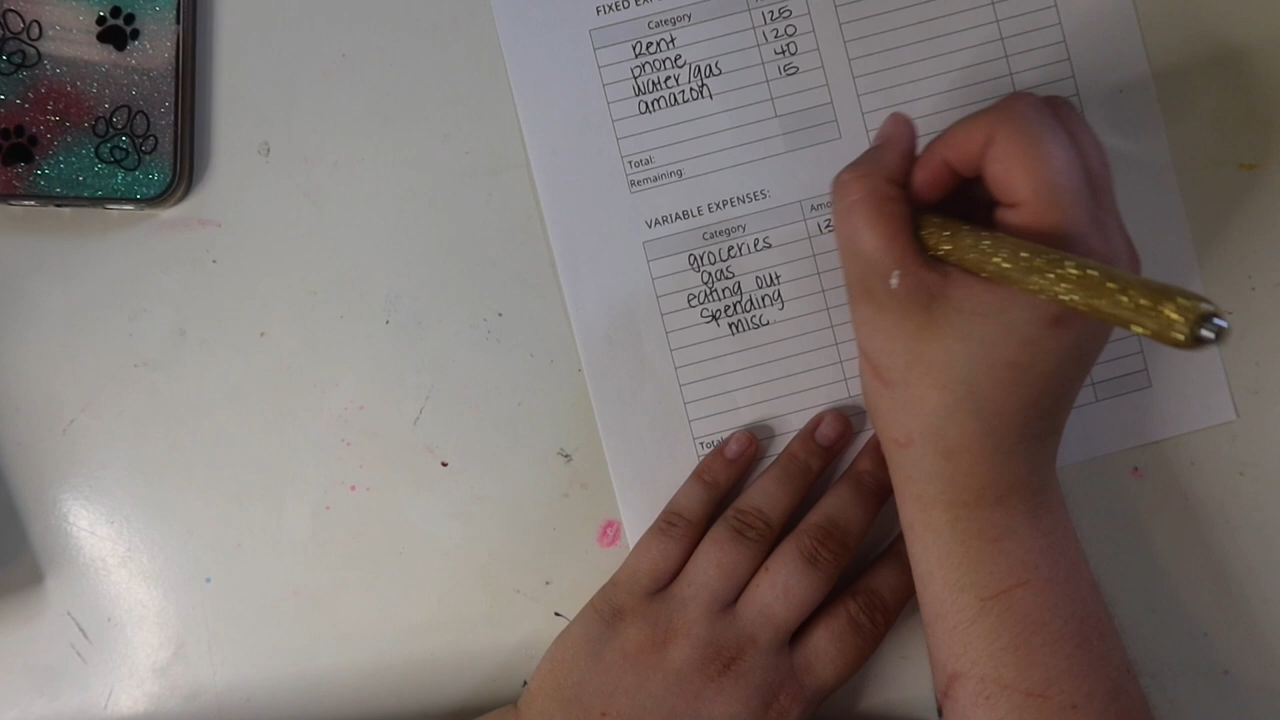 FIXED
Category
Rent 125
phone 120
water/gas 40
amazon 15
Total:
Remaining:
VARIABLE EXPENSES:
Category
groceries
gas
eating out
spending
misc.